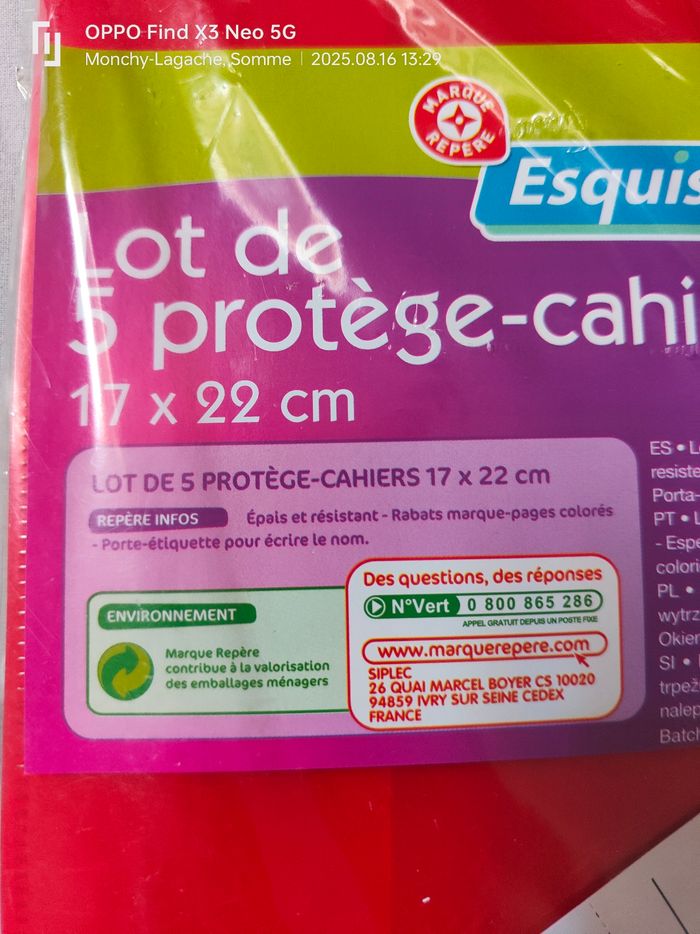 OPPO Find X3 Neo 5G
Monchy-Lagache, Somme | 2025.08.16 13:29
MARQUE REPÈRE
Esquis
Lot de
5 protège-cahi
17 x 22 cm
LOT DE 5 PROTÈGE-CAHIERS 17 x 22 cm
REPÈRE INFOS Épais et résistant - Rabats marque-pages colorés
- Porte-étiquette pour écrire le nom.
ENVIRONNEMENT
Marque Repère
contribue à la valorisation
des emballages ménagers
Des questions, des réponses
N°Vert 0 800 865 286
APPEL GRATUIT DEPUIS UN POSTE FIXE
www.marquerepere.com
SIPLEC
26 QUAI MARCEL BOYER CS 10020
94859 IVRY SUR SEINE CEDEX
FRANCE
ES • L
resiste
Porta-
PT • L
- Espe
colori
PL •
wytrz
Okier
SI •
trpež
nalep
Batch